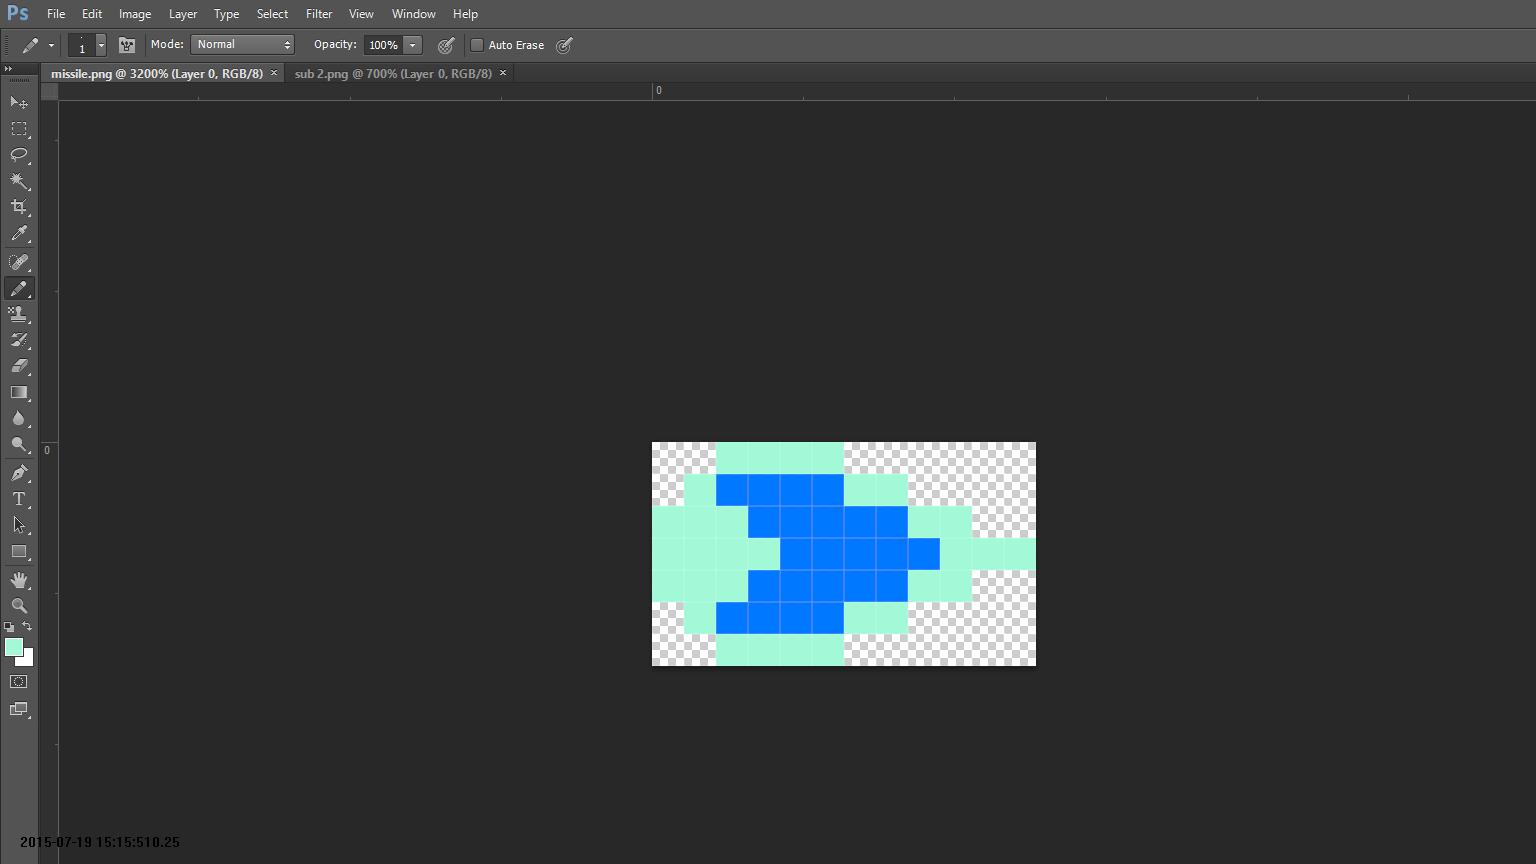 Ps File Edit Image Layer Type Select Filter View Window Help
1 Mode: Normal Opacity: 100% Auto Erase
missile.png @ 3200% (Layer 0, RGB/8) × sub 2.png @ 700% (Layer 0, RGB/8) ×
0
0
T
2015-07-19 15:15:510.25